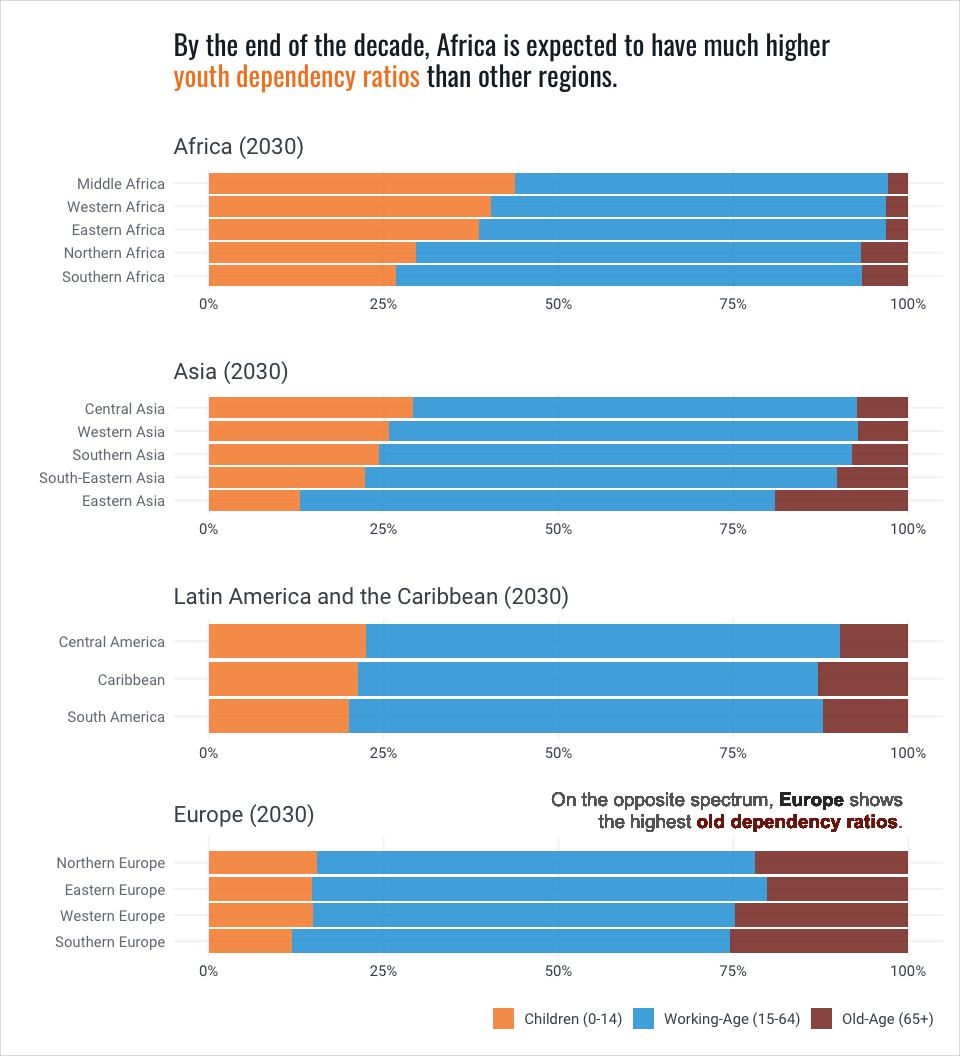 By the end of the decade, Africa is expected to have much higher
youth dependency ratios than other regions.
Africa (2030)
Middle Africa
Western Africa
Eastern Africa
Northern Africa
Southern Africa
0% 25% 50% 75% 100%
Asia (2030)
Central Asia
Western Asia
Southern Asia
South-Eastern Asia
Eastern Asia
0% 25% 50% 75% 100%
Latin America and the Caribbean (2030)
Central America
Caribbean
South America
0% 25% 50% 75% 100%
Europe (2030)
On the opposite spectrum, Europe shows
the highest old dependency ratios.
Northern Europe
Eastern Europe
Western Europe
Southern Europe
0% 25% 50% 75% 100%
Children (0-14) Working-Age (15-64) Old-Age (65+)